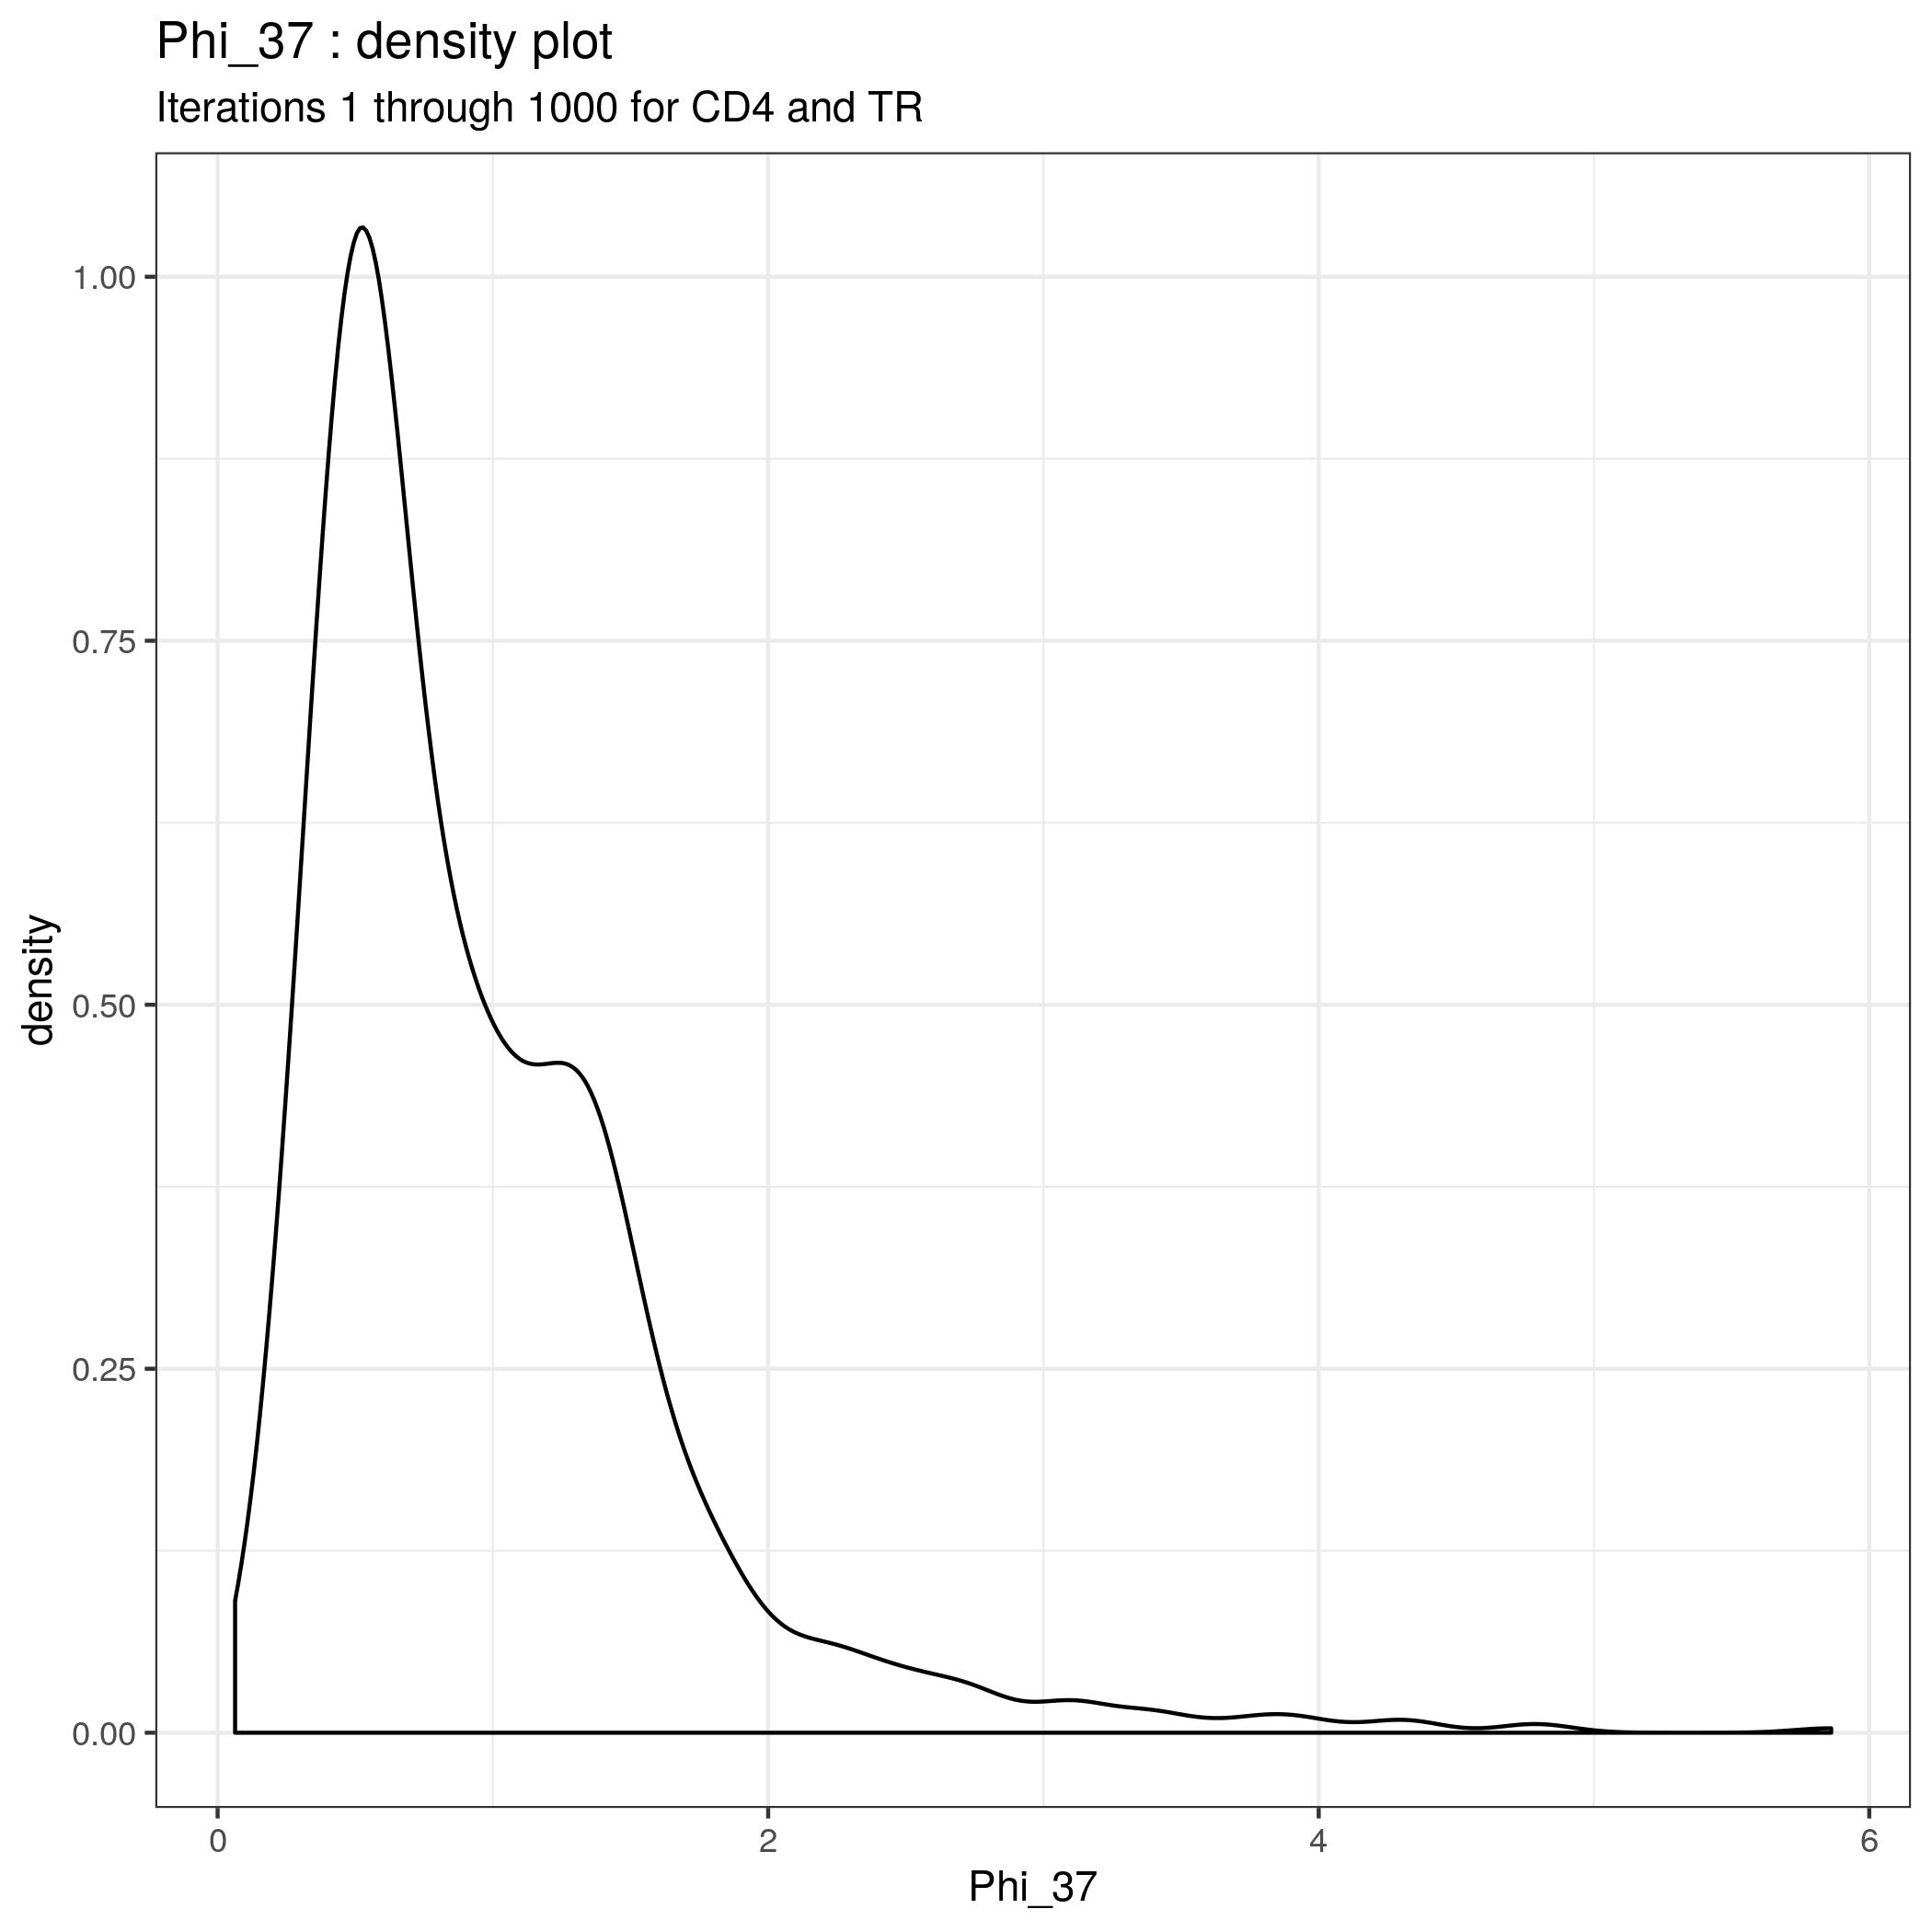 Phi_37 : density plot
Iterations 1 through 1000 for CD4 and TR
density
1.00
0.75
0.50
0.25
0.00
0 2 4 6
Phi_37